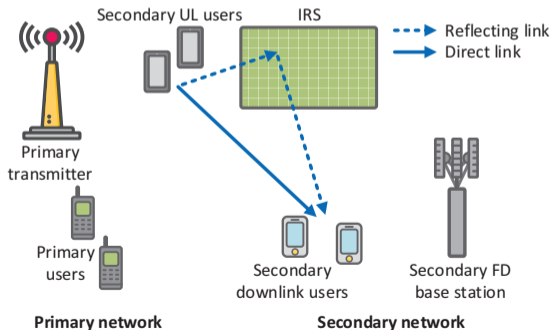 Secondary UL users
IRS
Reflecting link
Direct link
Primary
transmitter
Primary
users
Secondary
downlink users
Secondary FD
base station
Primary network
Secondary network